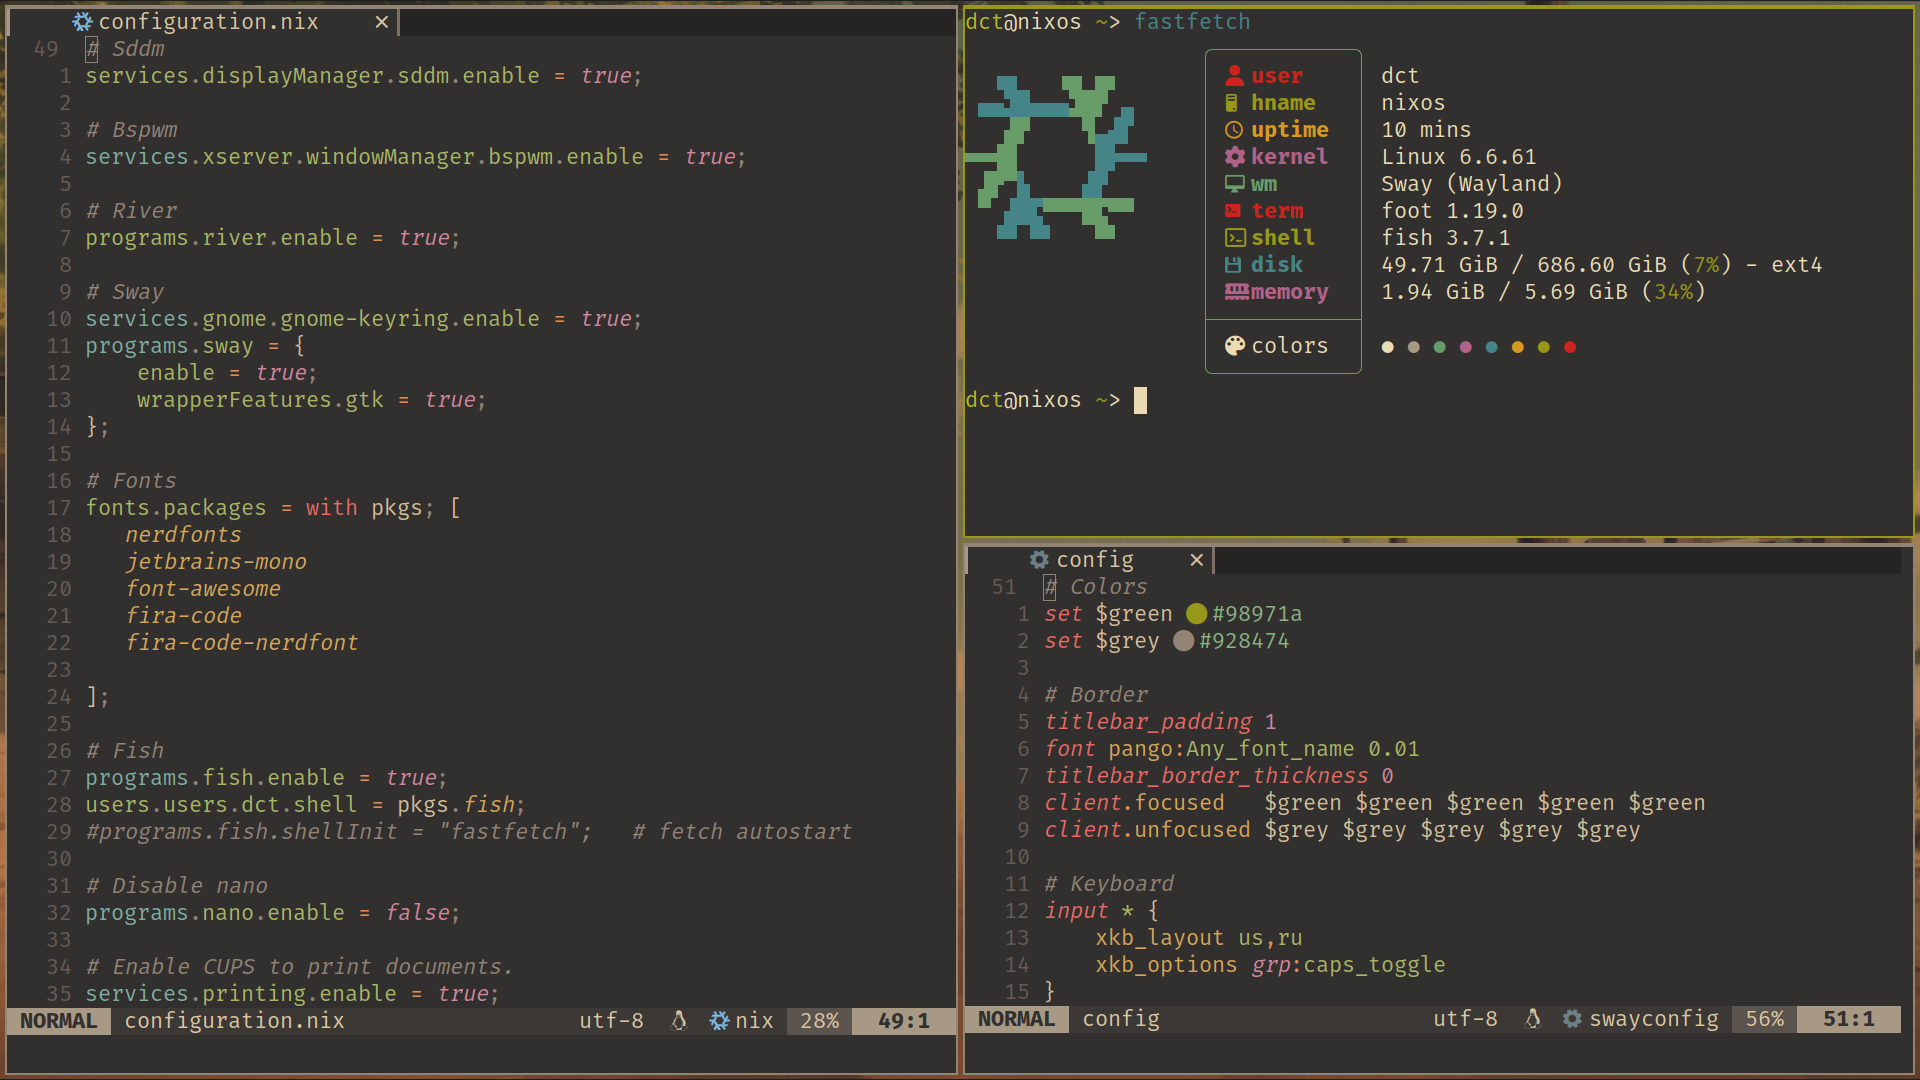 configuration.nix ×
49 # Sddm
1 services.displayManager.sddm.enable = true;
2
3 # Bspwm
4 services.xserver.windowManager.bspwm.enable = true;
5
6 # River
7 programs.river.enable = true;
8
9 # Sway
10 services.gnome.gnome-keyring.enable = true;
11 programs.sway = {
12 enable = true;
13 wrapperFeatures.gtk = true;
14 };
15
16 # Fonts
17 fonts.packages = with pkgs; [
18 nerdfonts
19 jetbrains-mono
20 font-awesome
21 fira-code
22 fira-code-nerdfont
23
24 ];
25
26 # Fish
27 programs.fish.enable = true;
28 users.users.dct.shell = pkgs.fish;
29 #programs.fish.shellInit = "fastfetch"; # fetch autostart
30
31 # Disable nano
32 programs.nano.enable = false;
33
34 # Enable CUPS to print documents.
35 services.printing.enable = true;
NORMAL configuration.nix utf-8 nix 28% 49:1
dct@nixos ~> fastfetch
user dct
hname nixos
uptime 10 mins
kernel Linux 6.6.61
wm Sway (Wayland)
term foot 1.19.0
shell fish 3.7.1
disk 49.71 GiB / 686.60 GiB (7%) - ext4
memory 1.94 GiB / 5.69 GiB (34%)
colors
dct@nixos ~>
config ×
51 # Colors
1 set $green #98971a
2 set $grey #928474
3
4 # Border
5 titlebar_padding 1
6 font pango:Any_font_name 0.01
7 titlebar_border_thickness 0
8 client.focused $green $green $green $green $green
9 client.unfocused $grey $grey $grey $grey $grey
10
11 # Keyboard
12 input * {
13 xkb_layout us,ru
14 xkb_options grp:caps_toggle
15 }
NORMAL config utf-8 swayconfig 56% 51:1